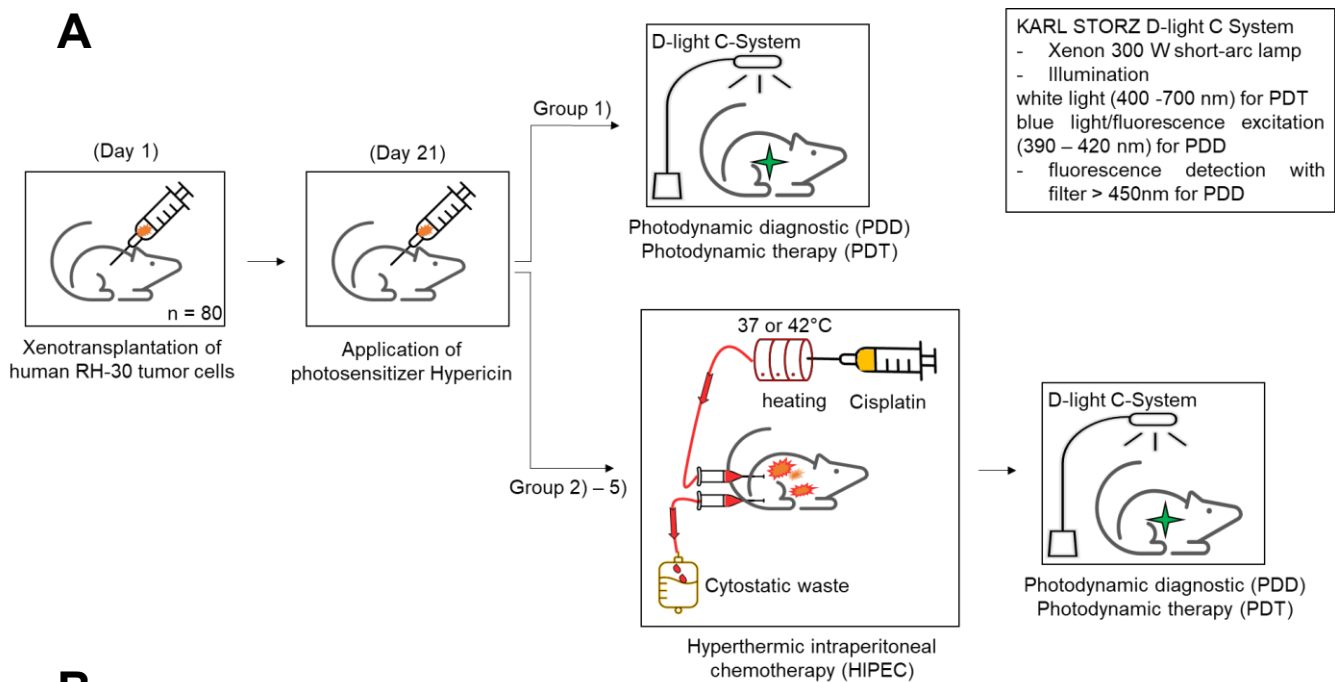 A
(Day 1)
n = 80
Xenotransplantation of
human RH-30 tumor cells
(Day 21)
Application of
photosensitizer Hypericin
Group 1)
D-light C-System
Photodynamic diagnostic (PDD)
Photodynamic therapy (PDT)
KARL STORZ D-light C System
- Xenon 300 W short-arc lamp
- Illumination
white light (400 -700 nm) for PDT
blue light/fluorescence excitation
(390 – 420 nm) for PDD
- fluorescence detection with
filter > 450nm for PDD
Group 2) – 5)
37 or 42°C
heating
Cisplatin
Cytostatic waste
Hyperthermic intraperitoneal
chemotherapy (HIPEC)
D-light C-System
Photodynamic diagnostic (PDD)
Photodynamic therapy (PDT)